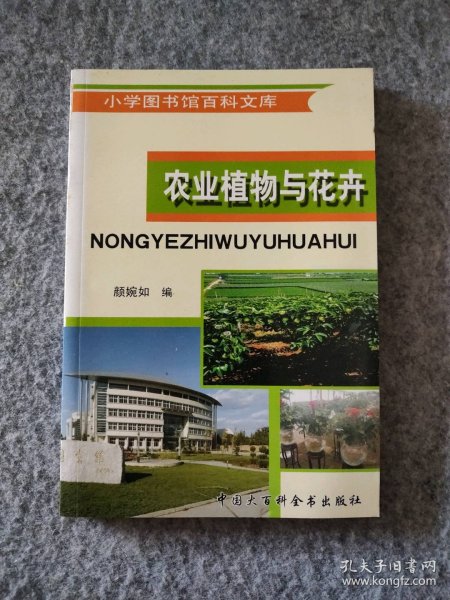 小学图书馆百科文库
农业植物与花卉
NONGYEZHIWUYUHUAHUI
颜婉如 编
中国大百科全书出版社
孔夫子旧书网
www.kongfz.com